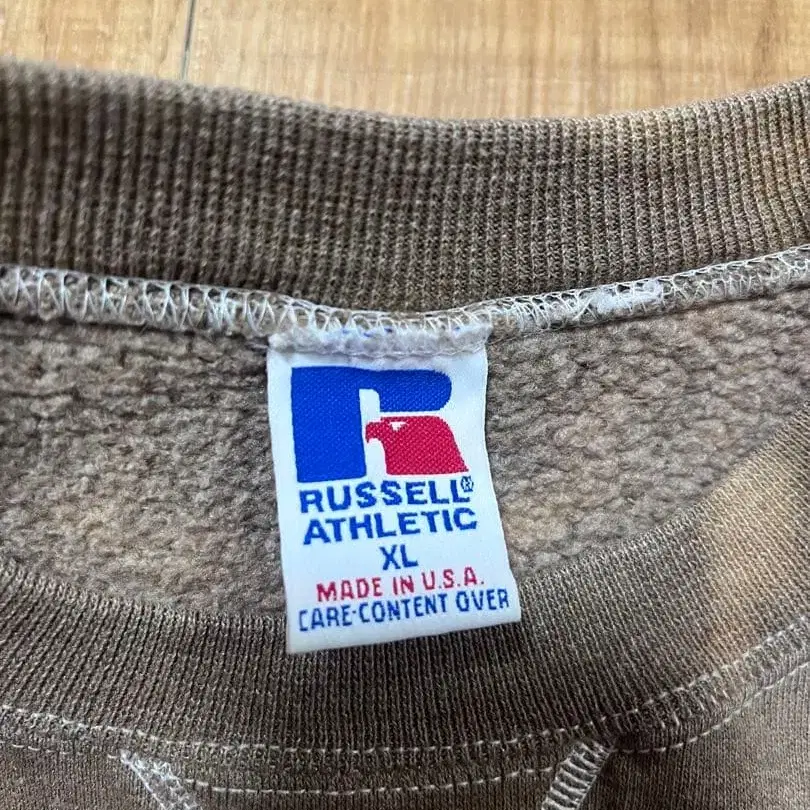 RUSSELL®
ATHLETIC
XL
MADE IN U.S.A.
CARE-CONTENT OVER